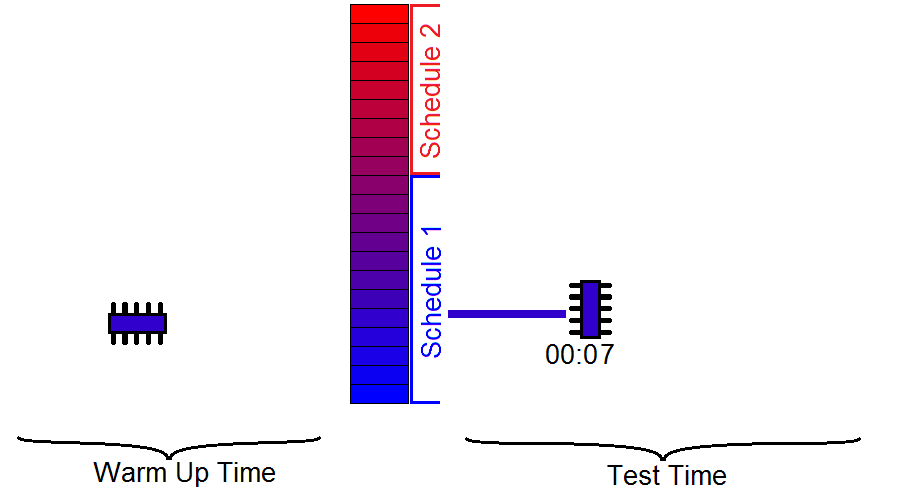 Schedule 2
Schedule 1
00:07
Warm Up Time
Test Time